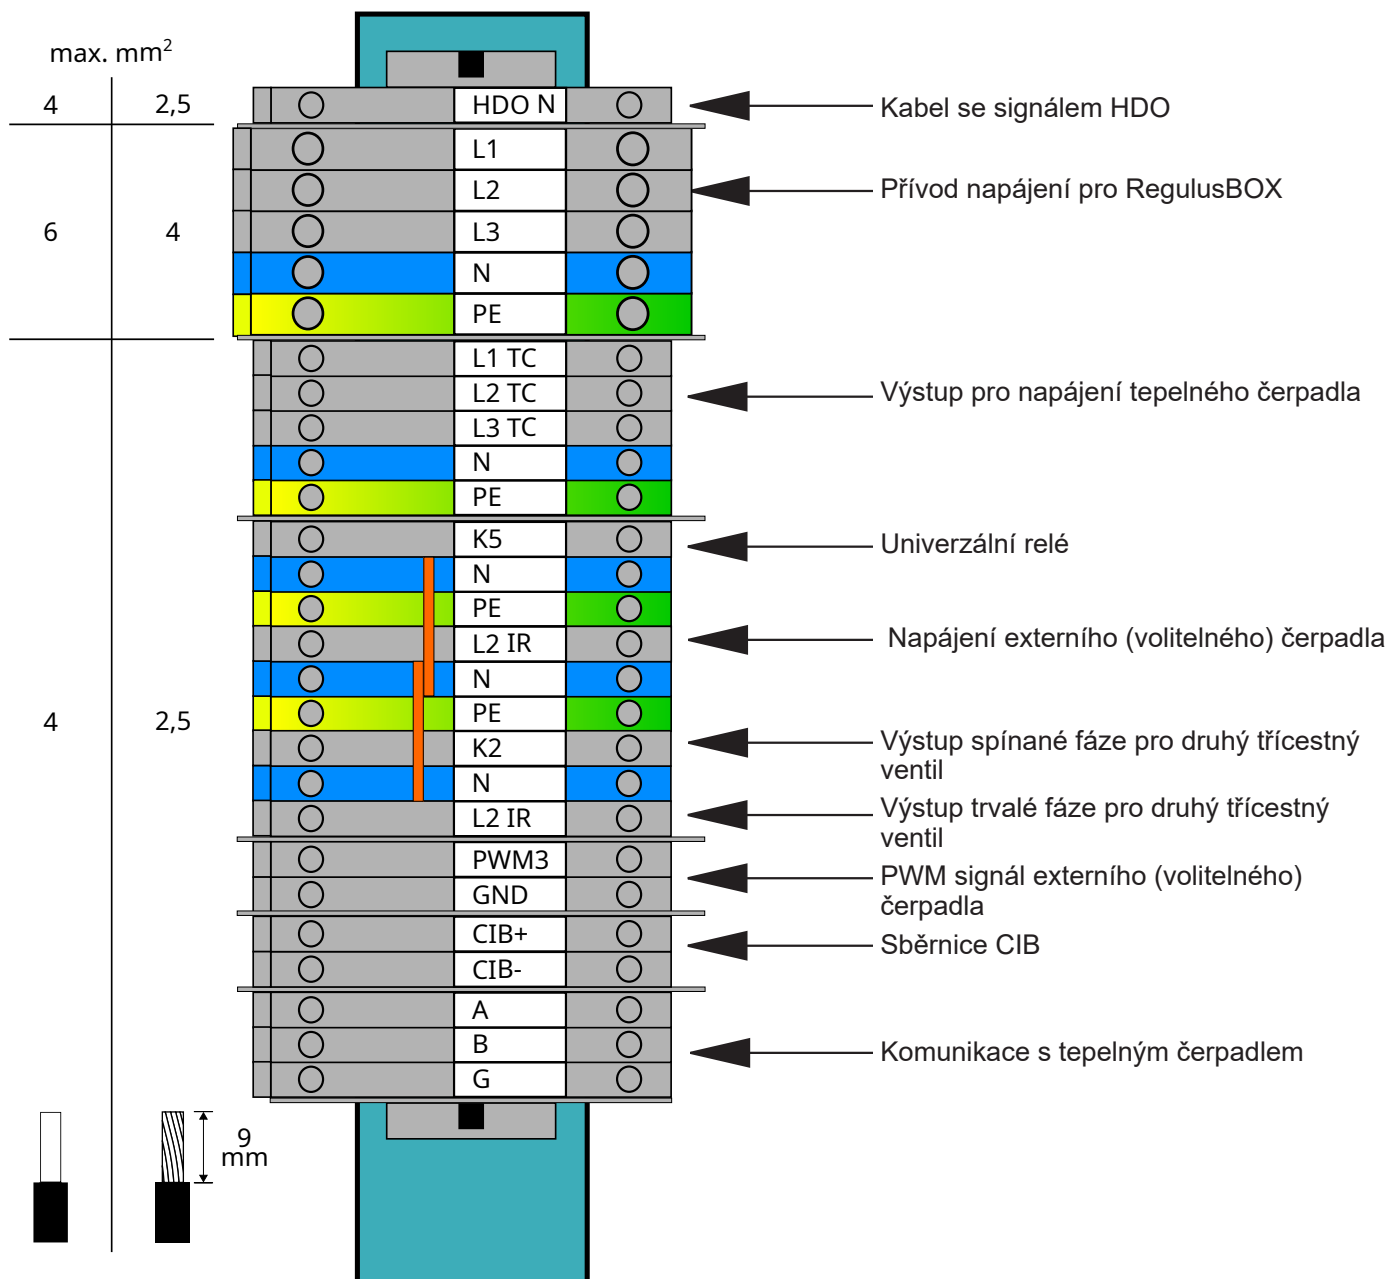 max. mm²
4 2,5 HDO N Kabel se signálem HDO
L1
L2 Přívod napájení pro RegulusBOX
6 4 L3
N
PE
L1 TC
L2 TC Výstup pro napájení tepelného čerpadla
L3 TC
N
PE
K5 Univerzální relé
N
PE
L2 IR Napájení externího (volitelného) čerpadla
N
4 2,5 PE
K2 Výstup spínané fáze pro druhý třícestný
ventil
N
L2 IR Výstup trvalé fáze pro druhý třícestný
ventil
PWM3 PWM signál externího (volitelného)
GND čerpadla
CIB+ Sběrnice CIB
CIB-
A
B Komunikace s tepelným čerpadlem
G
9
mm